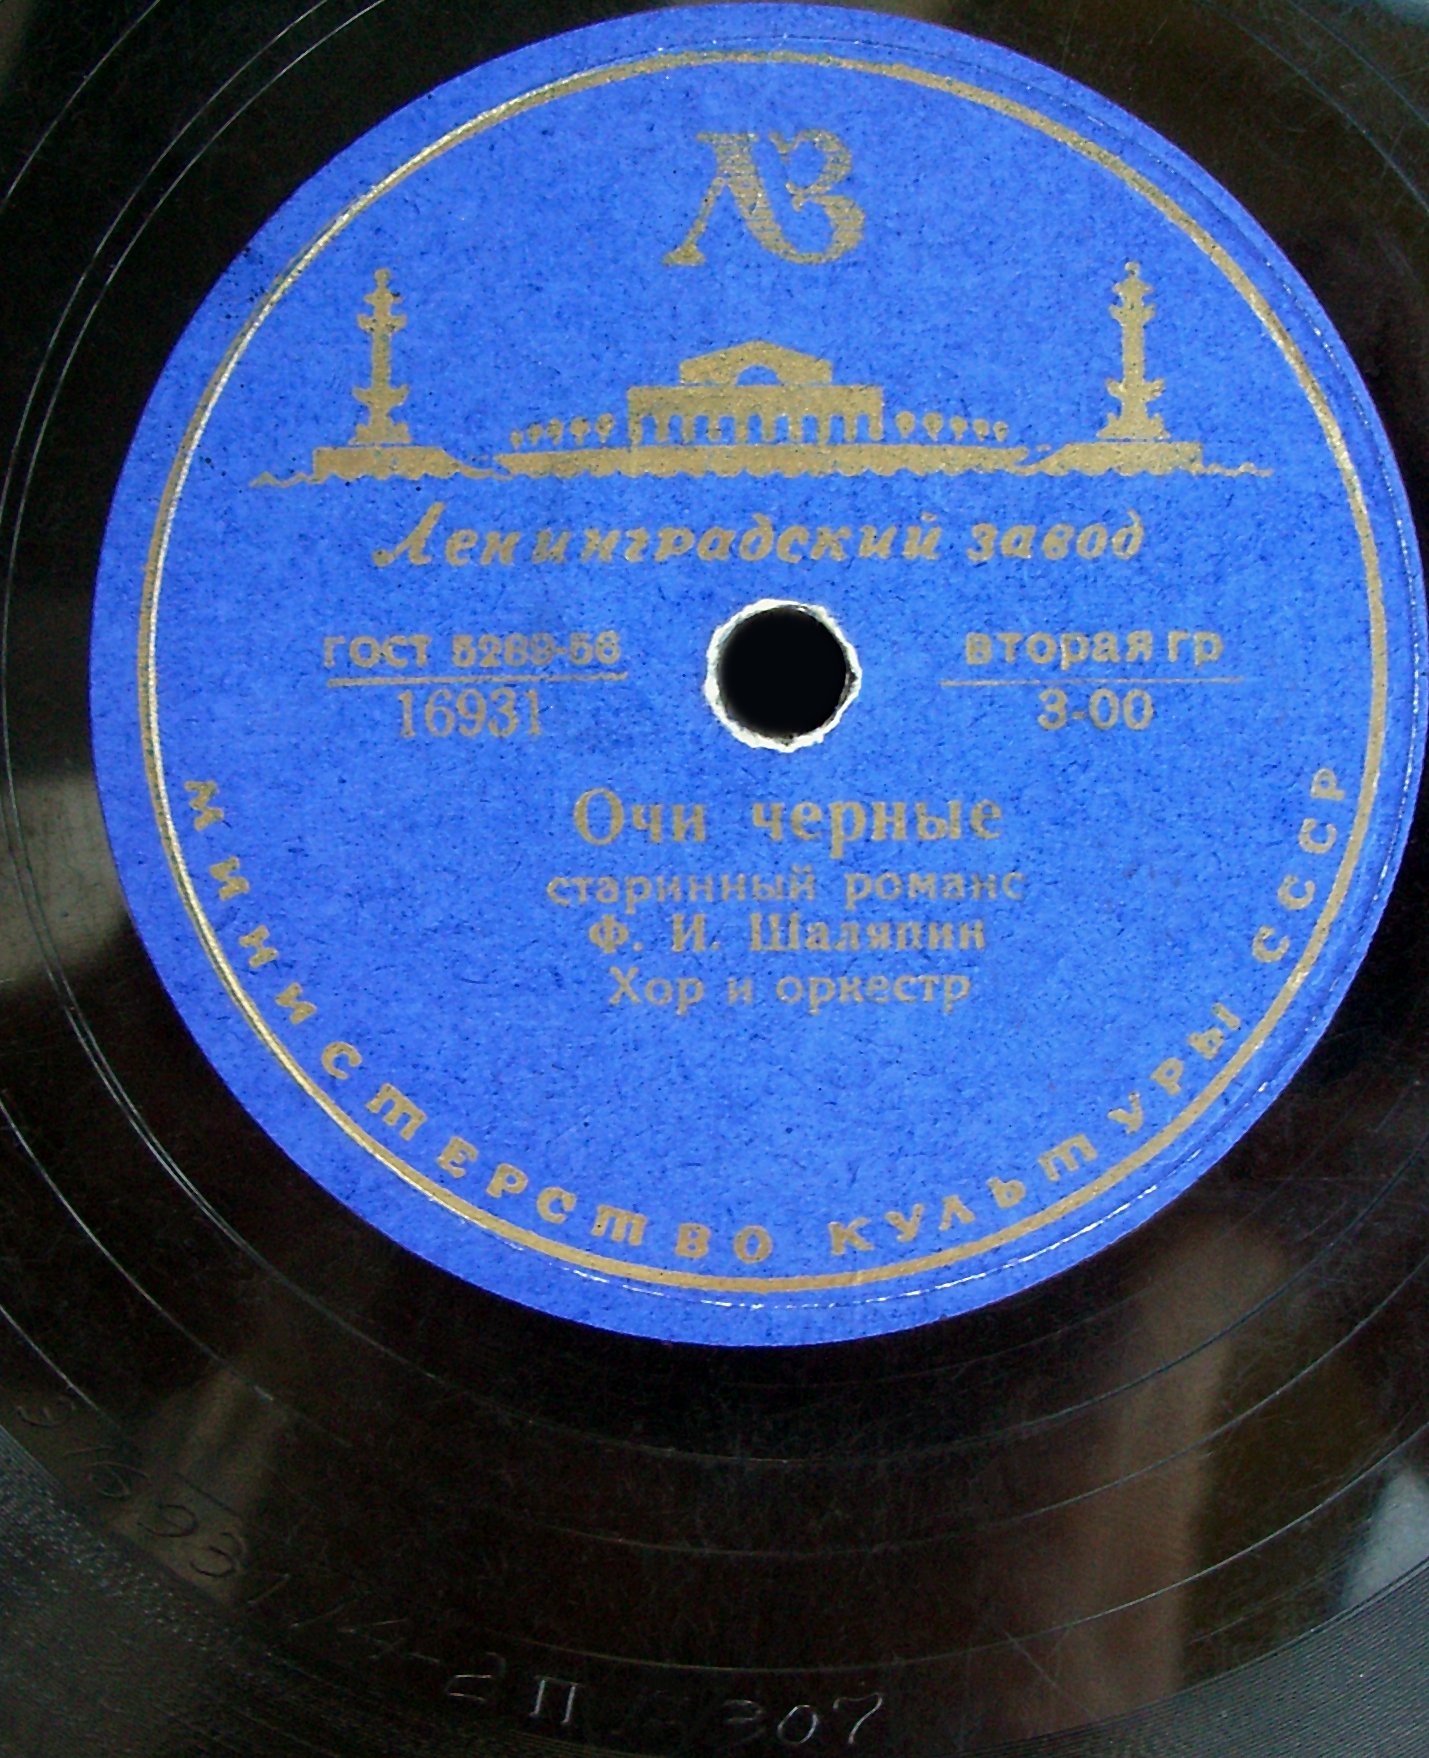 ЛЗ
Ленинградский завод
ГОСТ 5289-56
16931
вторая гр
3-00
Очи черные
старинный романс
Ф. И. Шаляпин
Хор и оркестр
МИНИСТЕРСТВО КУЛЬТУРЫ СССР